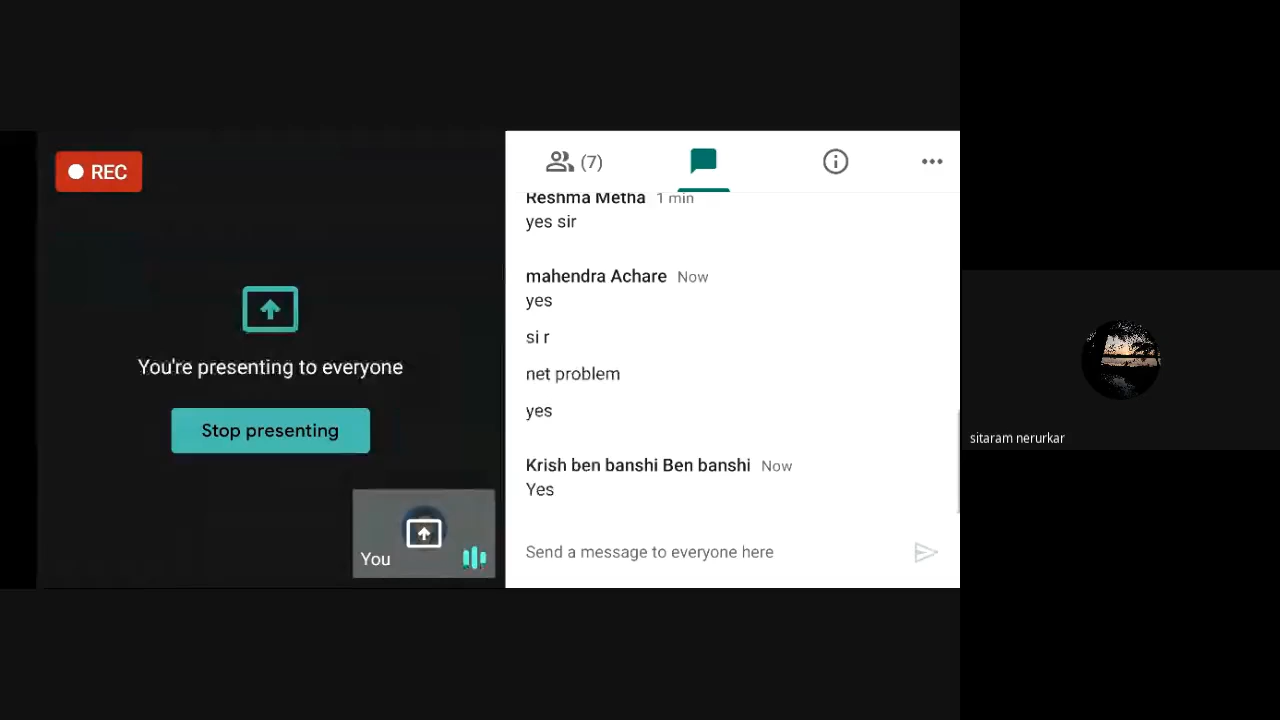 REC
You're presenting to everyone
Stop presenting
You
(7)
Reshma Metha 1 min
yes sir
mahendra Achare Now
yes
si r
net problem
yes
Krish ben banshi Ben banshi Now
Yes
Send a message to everyone here
sitaram nerurkar